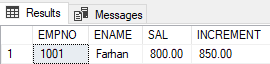 Results Messages
EMPNO ENAME SAL INCREMENT
1 1001 Farhan 800.00 850.00